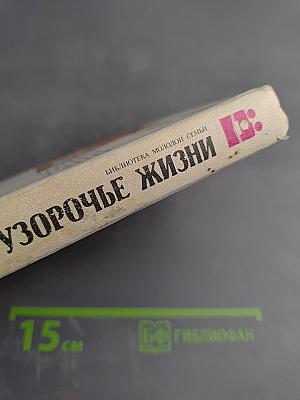 БИБЛИОТЕКА МОЛОДОЙ СЕМЬИ
УЗОРОЧЬЕ ЖИЗНИ
15 см
БФ БИБЛИОФАН